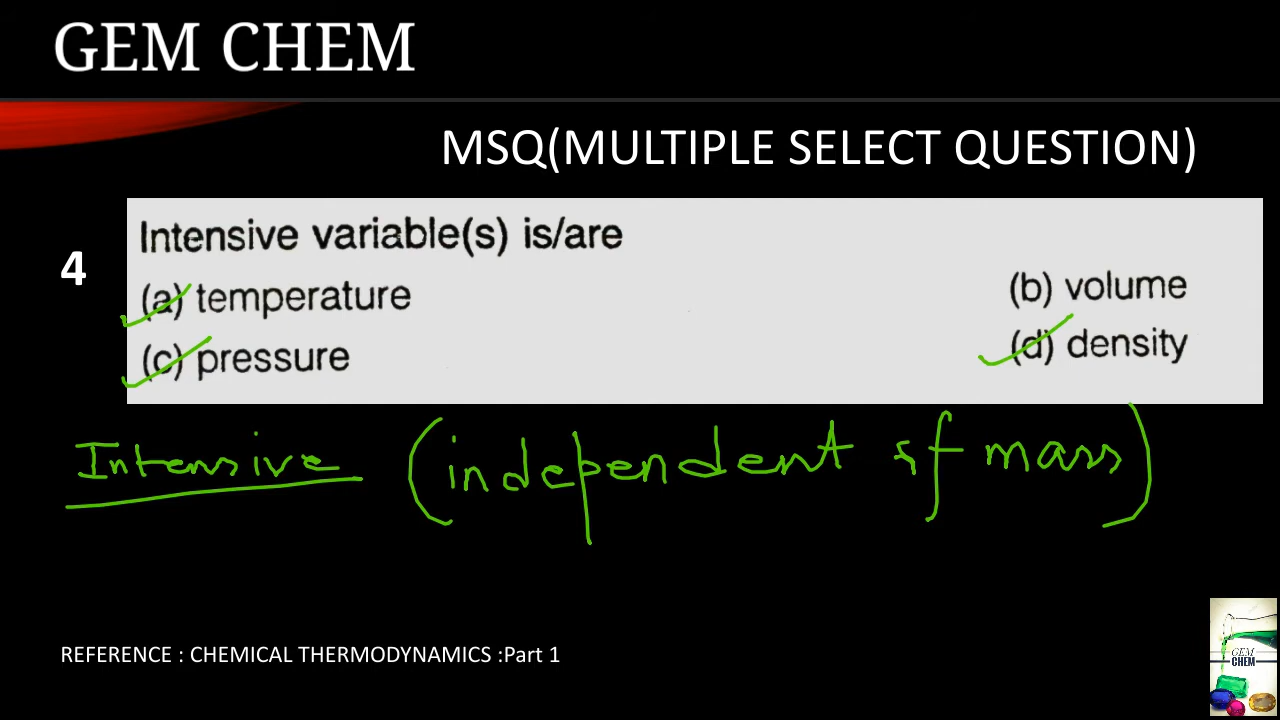 GEM CHEM
MSQ(MULTIPLE SELECT QUESTION)
4
Intensive variable(s) is/are
(a) temperature (b) volume
(c) pressure (d) density
Intensive (independent of mass)
REFERENCE : CHEMICAL THERMODYNAMICS :Part 1
GEM
CHEM